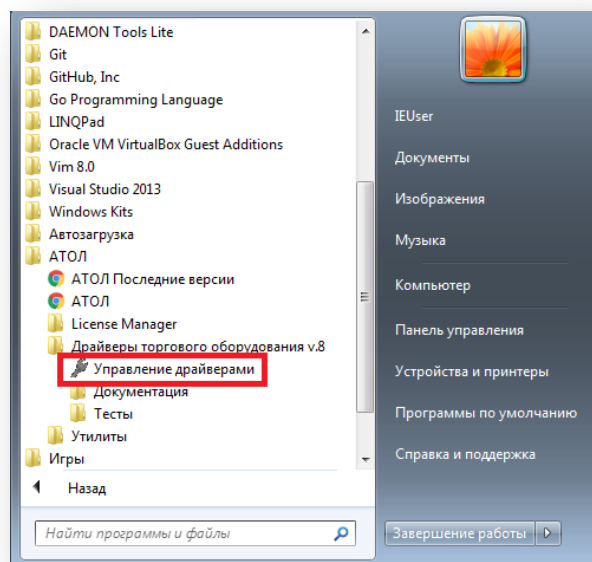 DAEMON Tools Lite
Git
GitHub, Inc
Go Programming Language
LINQPad
Oracle VM VirtualBox Guest Additions
Vim 8.0
Visual Studio 2013
Windows Kits
Автозагрузка
АТОЛ
АТОЛ Последние версии
АТОЛ
License Manager
Драйверы торгового оборудования v.8
Управление драйверами
Документация
Тесты
Утилиты
Игры
Назад
Найти программы и файлы
IEUser
Документы
Изображения
Музыка
Компьютер
Панель управления
Устройства и принтеры
Программы по умолчанию
Справка и поддержка
Завершение работы